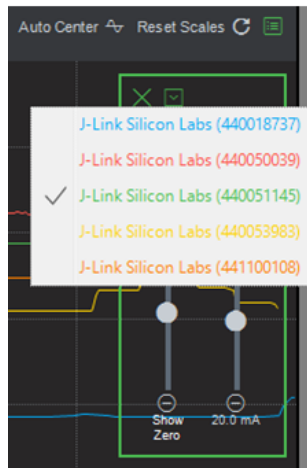 Auto Center Reset Scales
J-Link Silicon Labs (440018737)
J-Link Silicon Labs (440050039)
J-Link Silicon Labs (440051145)
J-Link Silicon Labs (440053983)
J-Link Silicon Labs (441100108)
Show 20.0 mA
Zero